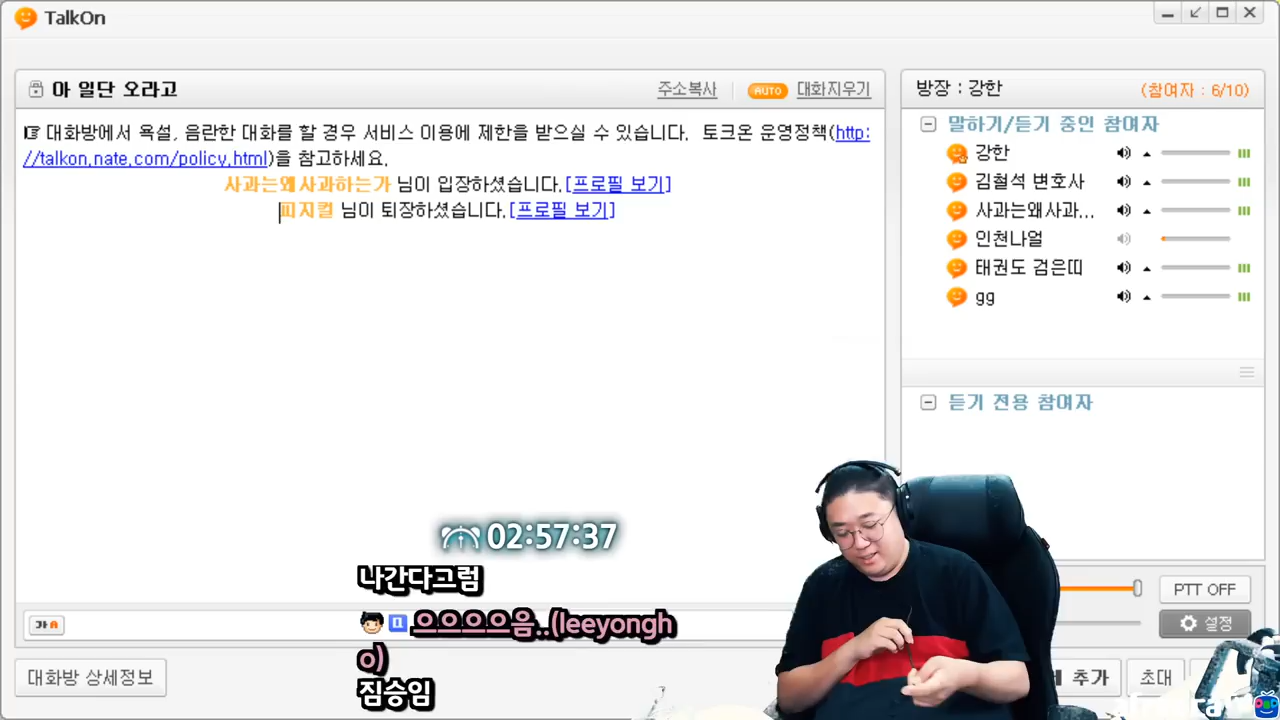 TalkOn
아 일단 오라고
주소복사
AUTO 대화지우기
☞ 대화방에서 욕설, 음란한 대화를 할 경우 서비스 이용에 제한을 받으실 수 있습니다. 토크온 운영정책(http:
//talkon.nate.com/policy.html)을 참고하세요.
사과는왜사과하는가 님이 입장하셨습니다.[프로필 보기]
피지컬 님이 퇴장하셨습니다.[프로필 보기]
방장 : 강한
(참여자 : 6/10)
말하기/듣기 중인 참여자
강한
김철석 변호사
사과는왜사과...
인천나얼
태권도 검은띠
gg
듣기 전용 참여자
02:57:37
나간다그럼
으으으으음..(leeyongh
이)
짐승임
가A
PTT OFF
설정
대화방 상세정보
추가
초대